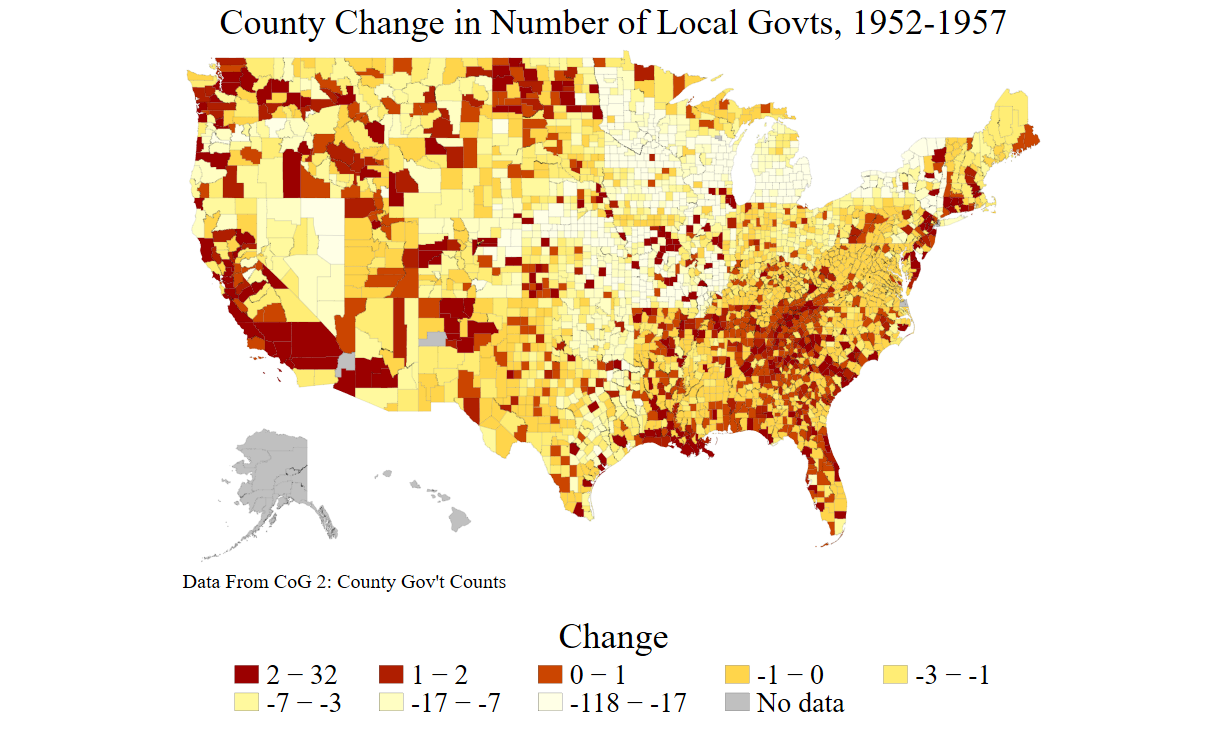 County Change in Number of Local Govts, 1952-1957
Data From CoG 2: County Gov't Counts
Change
2 − 32 1 − 2 0 − 1 -1 − 0 -3 − -1
-7 − -3 -17 − -7 -118 − -17 No data